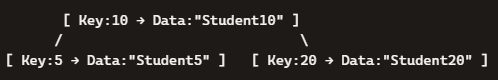 [ Key:10 → Data:"Student10" ]
/ \
[ Key:5 → Data:"Student5" ] [ Key:20 → Data:"Student20" ]